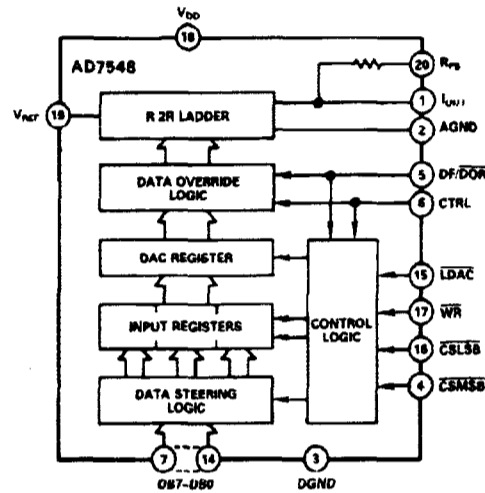 VDD
18
AD7548
20 RFB
VREF 19
R 2R LADDER
1 IOUT
2 AGND
DATA OVERRIDE
LOGIC
5 DF/DOR
6 CTRL
DAC REGISTER
15 LDAC
INPUT REGISTERS
CONTROL
LOGIC
17 WR
16 CSLSB
4 CSMSB
DATA STEERING
LOGIC
7 14 3
DB7-DB0 DGND